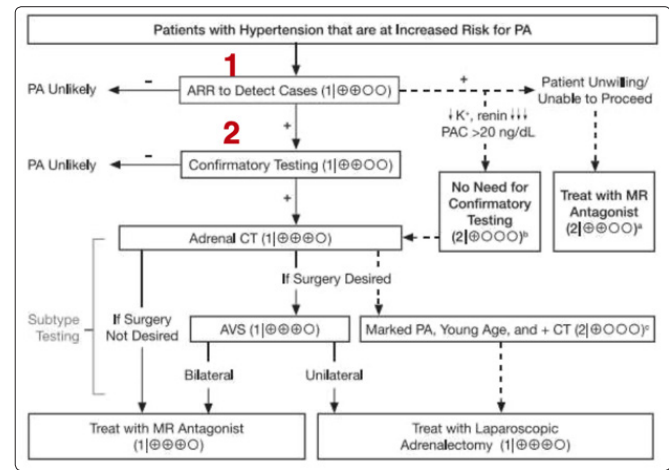 Patients with Hypertension that are at Increased Risk for PA
1
PA Unlikely
-
ARR to Detect Cases (1|⊕⊕○○)
+
Patient Unwilling/
Unable to Proceed
+
↓K⁺, renin ↓↓↓
PAC >20 ng/dL
2
PA Unlikely
-
Confirmatory Testing (1|⊕⊕○○)
+
No Need for
Confirmatory
Testing
(2|⊕○○○)ᵇ
Treat with MR
Antagonist
(2|⊕⊕○○)ᵃ
Adrenal CT (1|⊕⊕⊕○)
If Surgery Desired
Subtype
Testing
If Surgery
Not Desired
AVS (1|⊕⊕⊕○)
Marked PA, Young Age, and + CT (2|⊕○○○)ᶜ
Bilateral
Unilateral
Treat with MR Antagonist
(1|⊕⊕⊕○)
Treat with Laparoscopic
Adrenalectomy (1|⊕⊕⊕○)